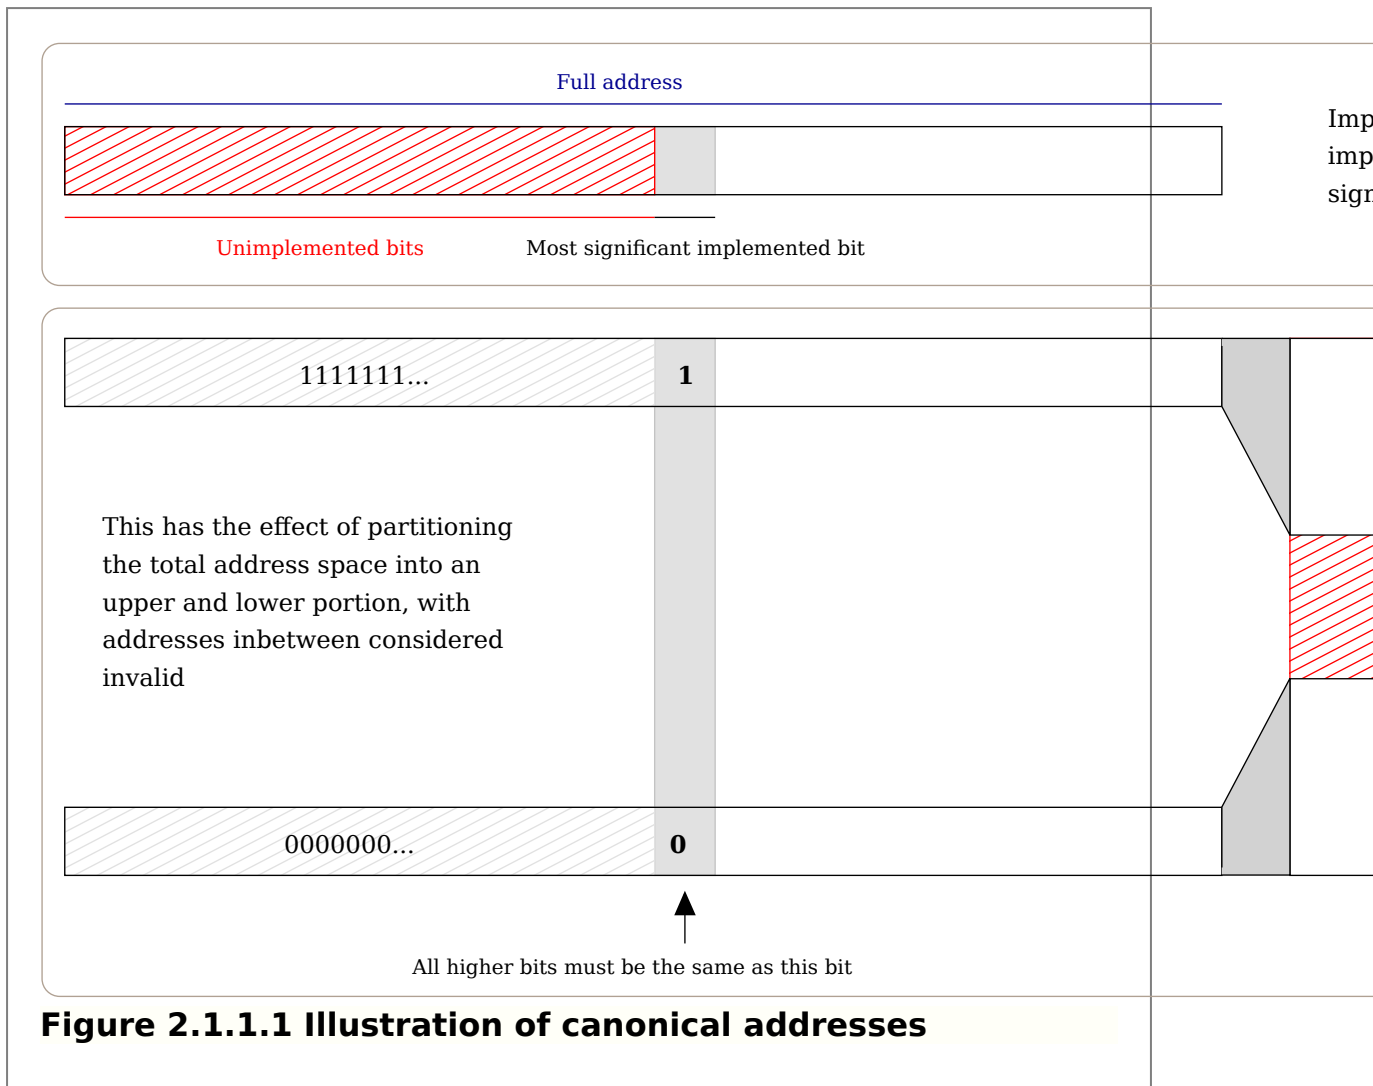 Full address
Unimplemented bits
Most significant implemented bit
1111111...
1
This has the effect of partitioning
the total address space into an
upper and lower portion, with
addresses inbetween considered
invalid
0000000...
0
All higher bits must be the same as this bit
Figure 2.1.1.1 Illustration of canonical addresses